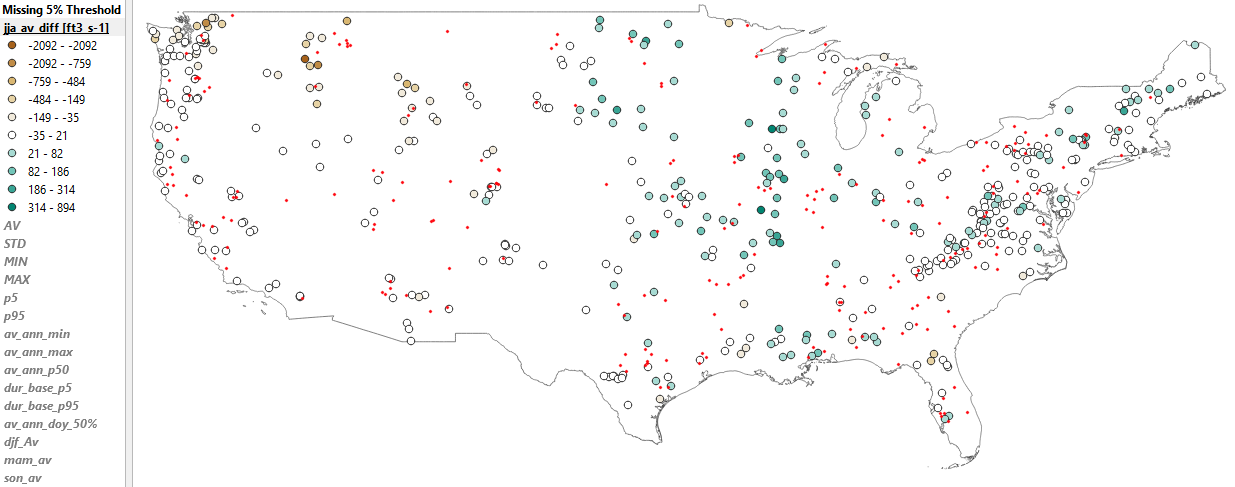 Missing 5% Threshold
jja_av_diff [ft3_s-1]
-2092 - -2092
-2092 - -759
-759 - -484
-484 - -149
-149 - -35
-35 - 21
21 - 82
82 - 186
186 - 314
314 - 894
AV
STD
MIN
MAX
p5
p95
av_ann_min
av_ann_max
av_ann_p50
dur_base_p5
dur_base_p95
av_ann_doy_50%
djf_Av
mam_av
son_av